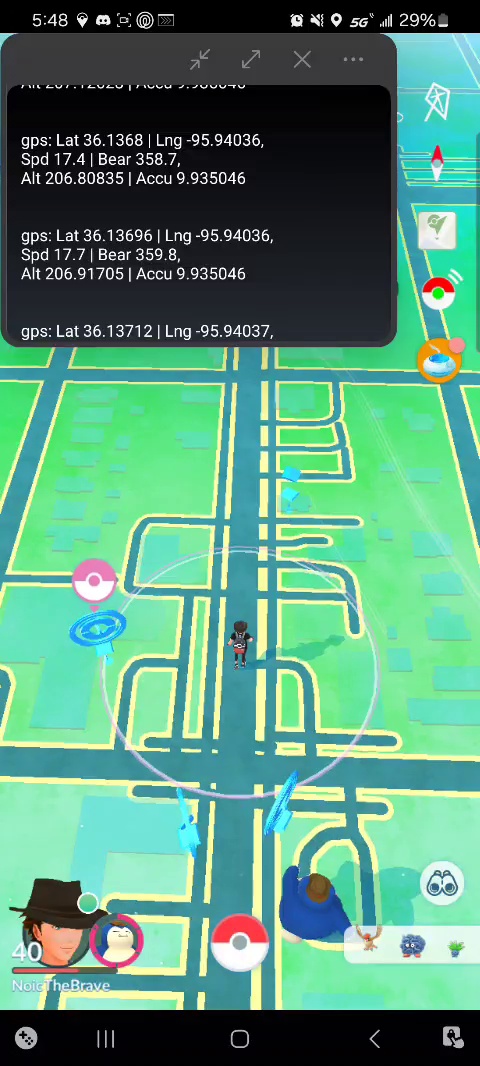 5:48
5G
29%
gps: Lat 36.1368 | Lng -95.94036,
Spd 17.4 | Bear 358.7,
Alt 206.80835 | Accu 9.935046
gps: Lat 36.13696 | Lng -95.94036,
Spd 17.7 | Bear 359.8,
Alt 206.91705 | Accu 9.935046
gps: Lat 36.13712 | Lng -95.94037,
40
NoicTheBrave